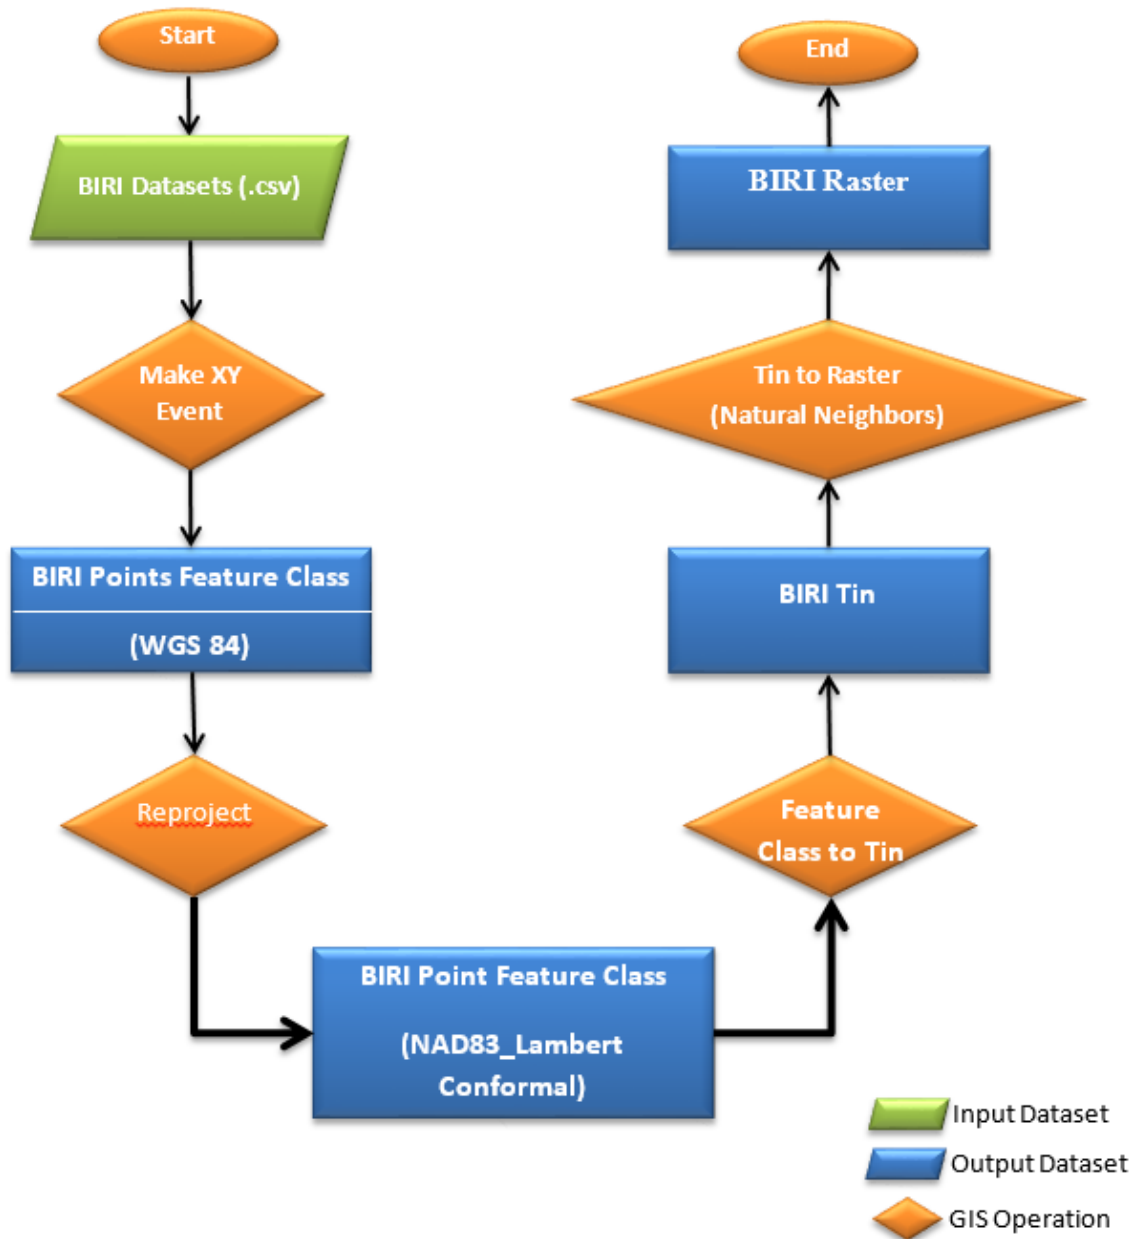 Start
BIRI Datasets (.csv)
Make XY
Event
BIRI Points Feature Class
(WGS 84)
Reproject
BIRI Point Feature Class
(NAD83_Lambert
Conformal)
Feature
Class to Tin
BIRI Tin
Tin to Raster
(Natural Neighbors)
BIRI Raster
End
Input Dataset
Output Dataset
GIS Operation